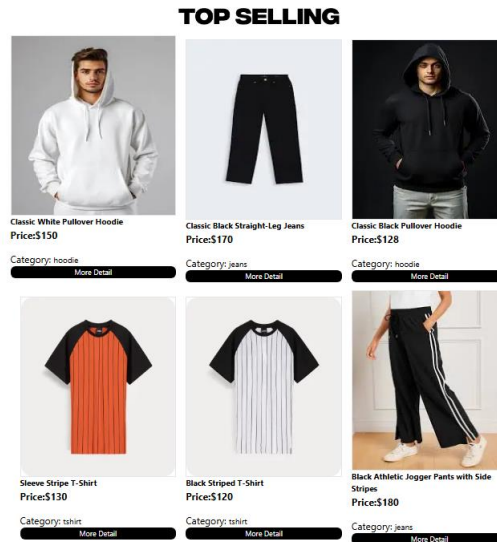 TOP SELLING
Classic White Pullover Hoodie
Price:$150
Category: hoodie
More Detail
Classic Black Straight-Leg Jeans
Price:$170
Category: jeans
More Detail
Classic Black Pullover Hoodie
Price:$128
Category: hoodie
More Detail
Sleeve Stripe T-Shirt
Price:$130
Category: tshirt
More Detail
Black Striped T-Shirt
Price:$120
Category: tshirt
More Detail
Black Athletic Jogger Pants with Side
Stripes
Price:$180
Category: jeans
More Detail